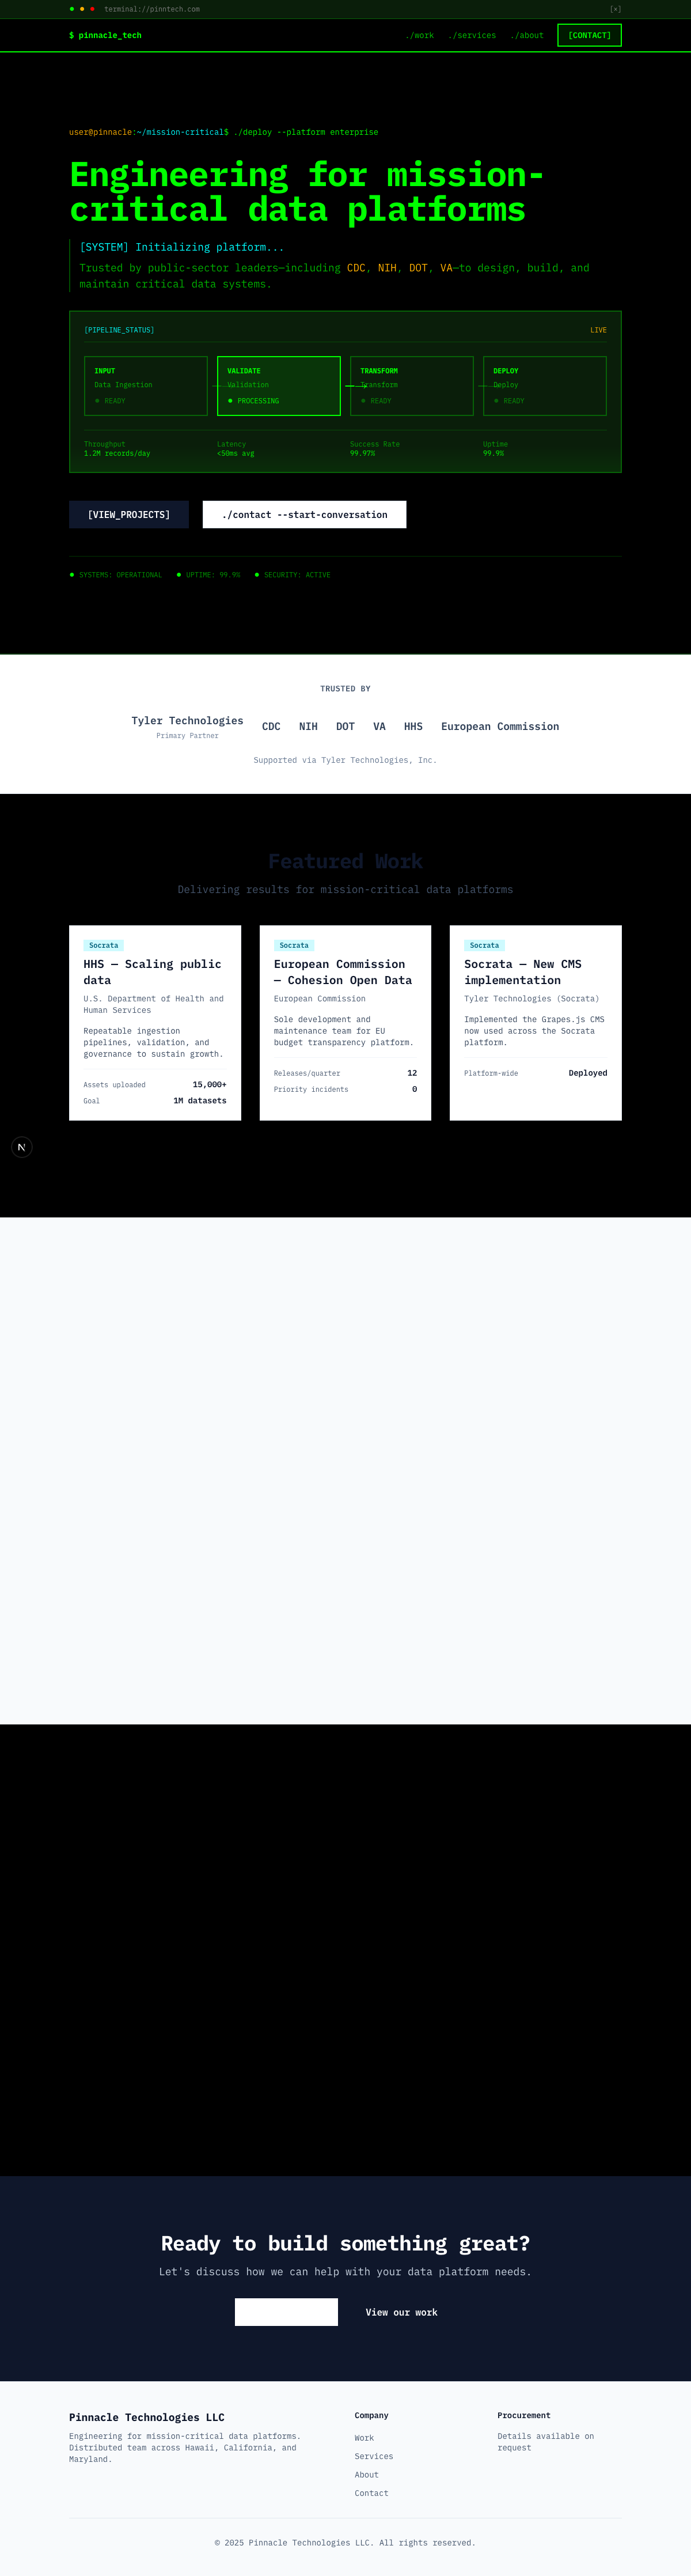 terminal://pinntech.com [×]
$ pinnacle_tech ./work ./services ./about [CONTACT]
user@pinnacle:~/mission-critical$ ./deploy --platform enterprise
Engineering for mission-
critical data platforms
[SYSTEM] Initializing platform...
Trusted by public-sector leaders—including CDC, NIH, DOT, VA—to design, build, and
maintain critical data systems.
[PIPELINE_STATUS] LIVE
INPUT
Data Ingestion
READY
VALIDATE
Validation
PROCESSING
TRANSFORM
Transform
READY
DEPLOY
Deploy
READY
Throughput
1.2M records/day
Latency
<50ms avg
Success Rate
99.97%
Uptime
99.9%
[VIEW_PROJECTS] ./contact --start-conversation
SYSTEMS: OPERATIONAL UPTIME: 99.9% SECURITY: ACTIVE
TRUSTED BY
Tyler Technologies
Primary Partner
CDC NIH DOT VA HHS European Commission
Supported via Tyler Technologies, Inc.
Featured Work
Delivering results for mission-critical data platforms
Socrata
HHS — Scaling public
data
U.S. Department of Health and
Human Services
Repeatable ingestion
pipelines, validation, and
governance to sustain growth.
Assets uploaded 15,000+
Goal 1M datasets
Socrata
European Commission
— Cohesion Open Data
European Commission
Sole development and
maintenance team for EU
budget transparency platform.
Releases/quarter 12
Priority incidents 0
Socrata
Socrata — New CMS
implementation
Tyler Technologies (Socrata)
Implemented the Grapes.js CMS
now used across the Socrata
platform.
Platform-wide Deployed
N
Ready to build something great?
Let's discuss how we can help with your data platform needs.
View our work
Pinnacle Technologies LLC
Engineering for mission-critical data platforms.
Distributed team across Hawaii, California, and
Maryland.
Company
Work
Services
About
Contact
Procurement
Details available on
request
© 2025 Pinnacle Technologies LLC. All rights reserved.